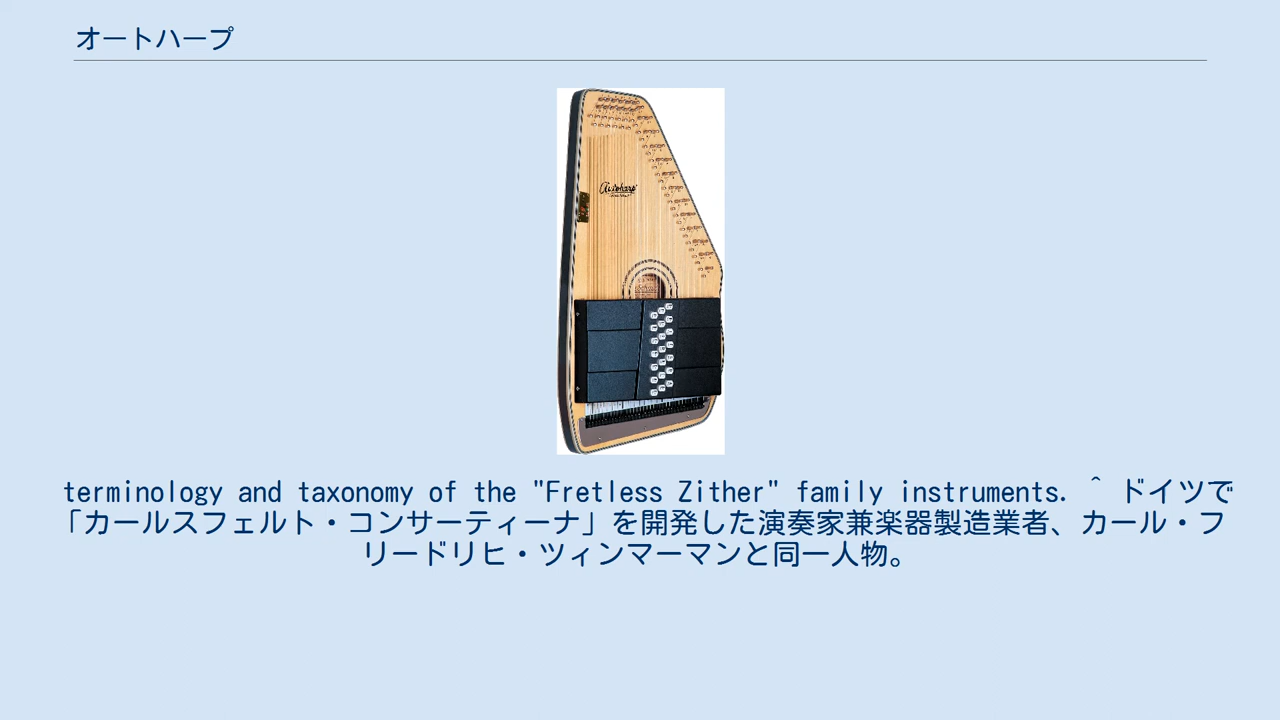 オートハープ
Autoharp
terminology and taxonomy of the "Fretless Zither" family instruments. ^ ドイツで
「カールスフェルト・コンサーティーナ」を開発した演奏家兼楽器製造業者、カール・フ
リードリヒ・ツィンマーマンと同一人物。